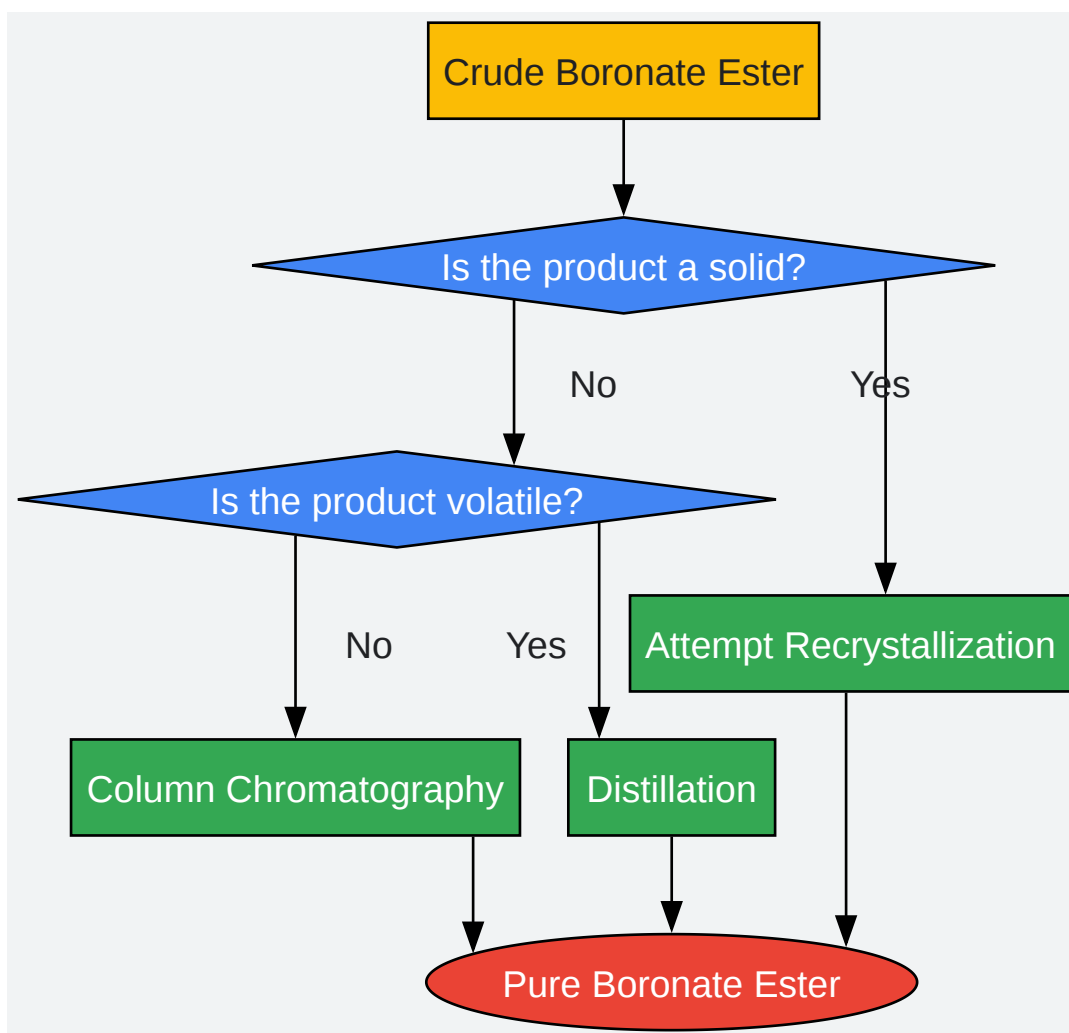 Crude Boronate Ester
Is the product a solid?
No
Yes
Is the product volatile?
No
Yes
Attempt Recrystallization
Column Chromatography
Distillation
Pure Boronate Ester